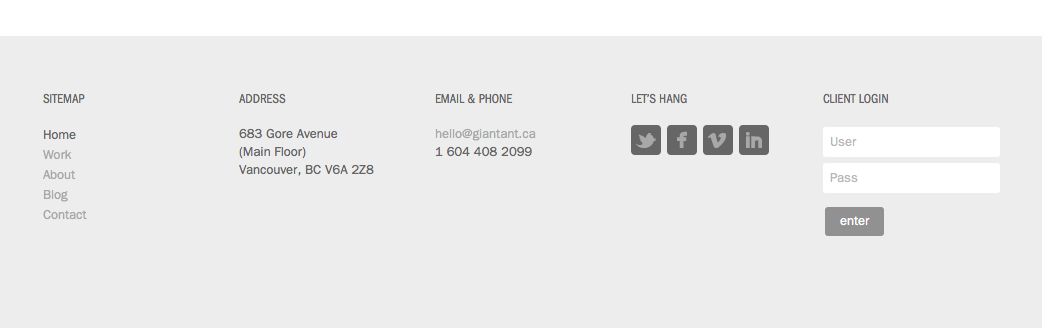 SITEMAP
Home
Work
About
Blog
Contact
ADDRESS
683 Gore Avenue
(Main Floor)
Vancouver, BC V6A 2Z8
EMAIL & PHONE
hello@giantant.ca
1 604 408 2099
LET'S HANG
CLIENT LOGIN
User
Pass
enter